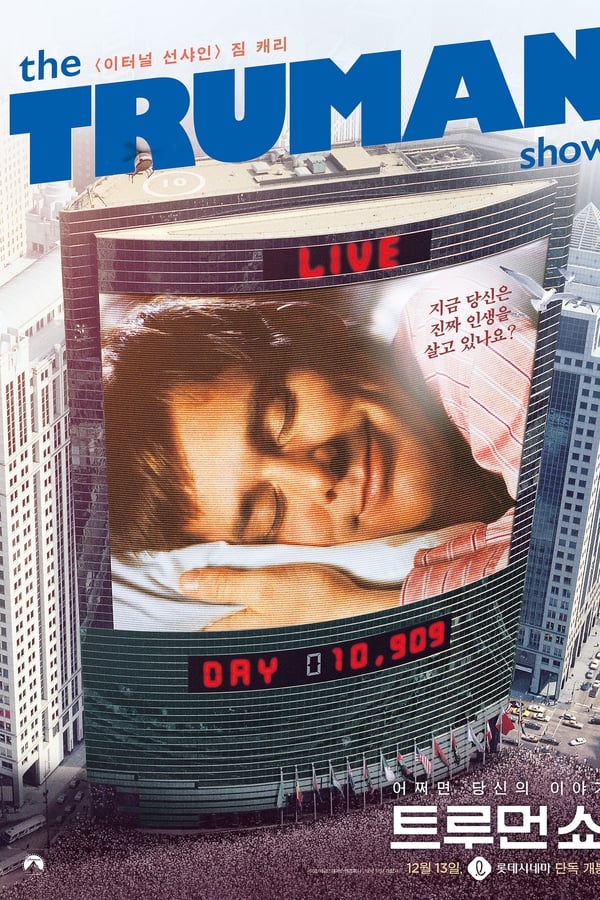 the
〈이터널 선샤인〉 짐 캐리
TRUMAN
show
10
LIVE
지금 당신은
진짜 인생을
살고 있나요?
DAY 010,909
어쩌면, 당신의 이야기
트루먼 쇼
12월 13일, L 롯데시네마 단독 개봉